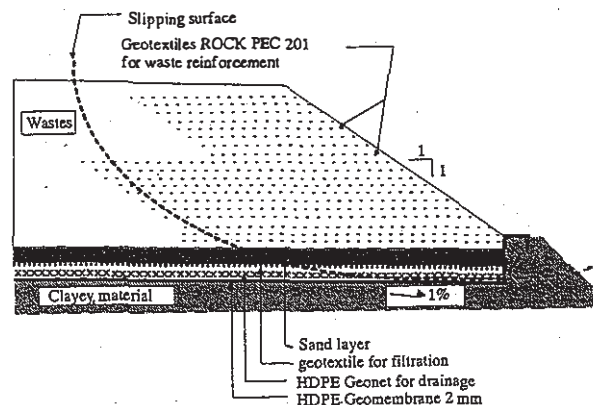 Slipping surface
Geotextiles ROCK PEC 201
for waste reinforcement
Wastes
1
1
Clayey material
1%
Sand layer
geotextile for filtration
HDPE Geonet for drainage
HDPE Geomembrane 2 mm